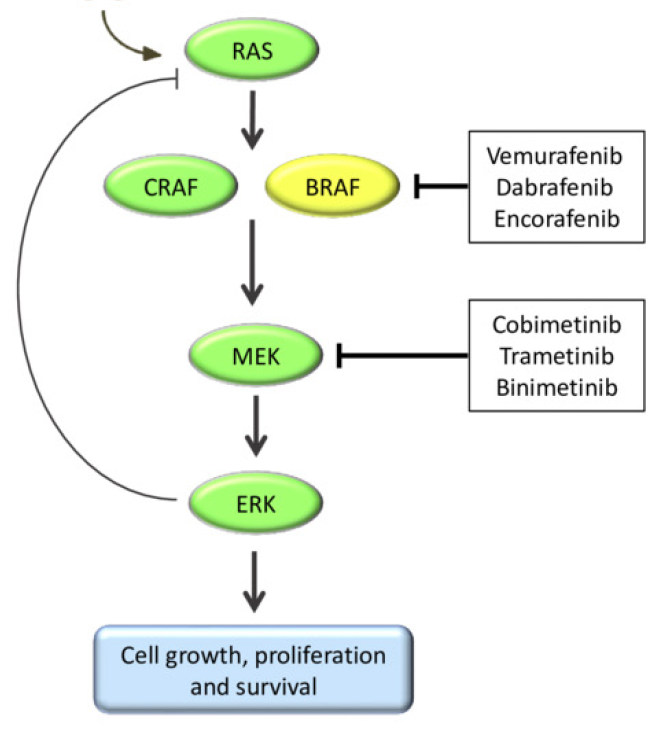 RAS
CRAF
BRAF
Vemurafenib
Dabrafenib
Encorafenib
MEK
Cobimetinib
Trametinib
Binimetinib
ERK
Cell growth, proliferation
and survival